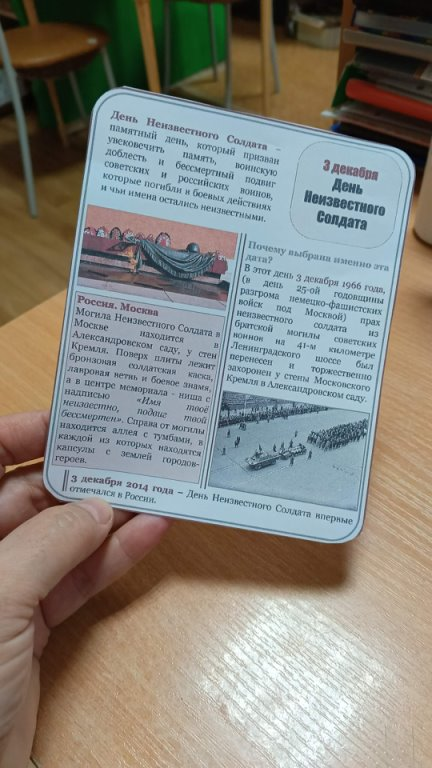 День Неизвестного Солдата –
памятный день, который призван
увековечить память, воинскую
доблесть и бессмертный подвиг
советских и российских воинов,
которые погибли в боевых действиях
и чьи имена остались неизвестными.
3 декабря
День
Неизвестного
Солдата
Россия. Москва
Могила Неизвестного Солдата в
Москве находится в
Александровском саду, у стен
Кремля. Поверх плиты лежит
бронзовая солдатская каска,
лавровая ветвь и боевое знамя,
а в центре мемориала - ниша с
надписью «Имя твоё
неизвестно, подвиг твой
бессмертен». Справа от могилы
находится аллея с тумбами, в
каждой из которых находятся
капсулы с землей городов-
героев.
Почему выбрана именно эта
дата?
В этот день 3 декабря 1966 года,
(в день 25-ой годовщины
разгрома немецко-фашистских
войск под Москвой) прах
неизвестного солдата из
братской могилы советских
воинов на 41-м километре
Ленинградского шоссе был
перенесен и торжественно
захоронен у стены Московского
Кремля в Александровском саду.
3 декабря 2014 года – День Неизвестного Солдата впервые
отмечался в России.